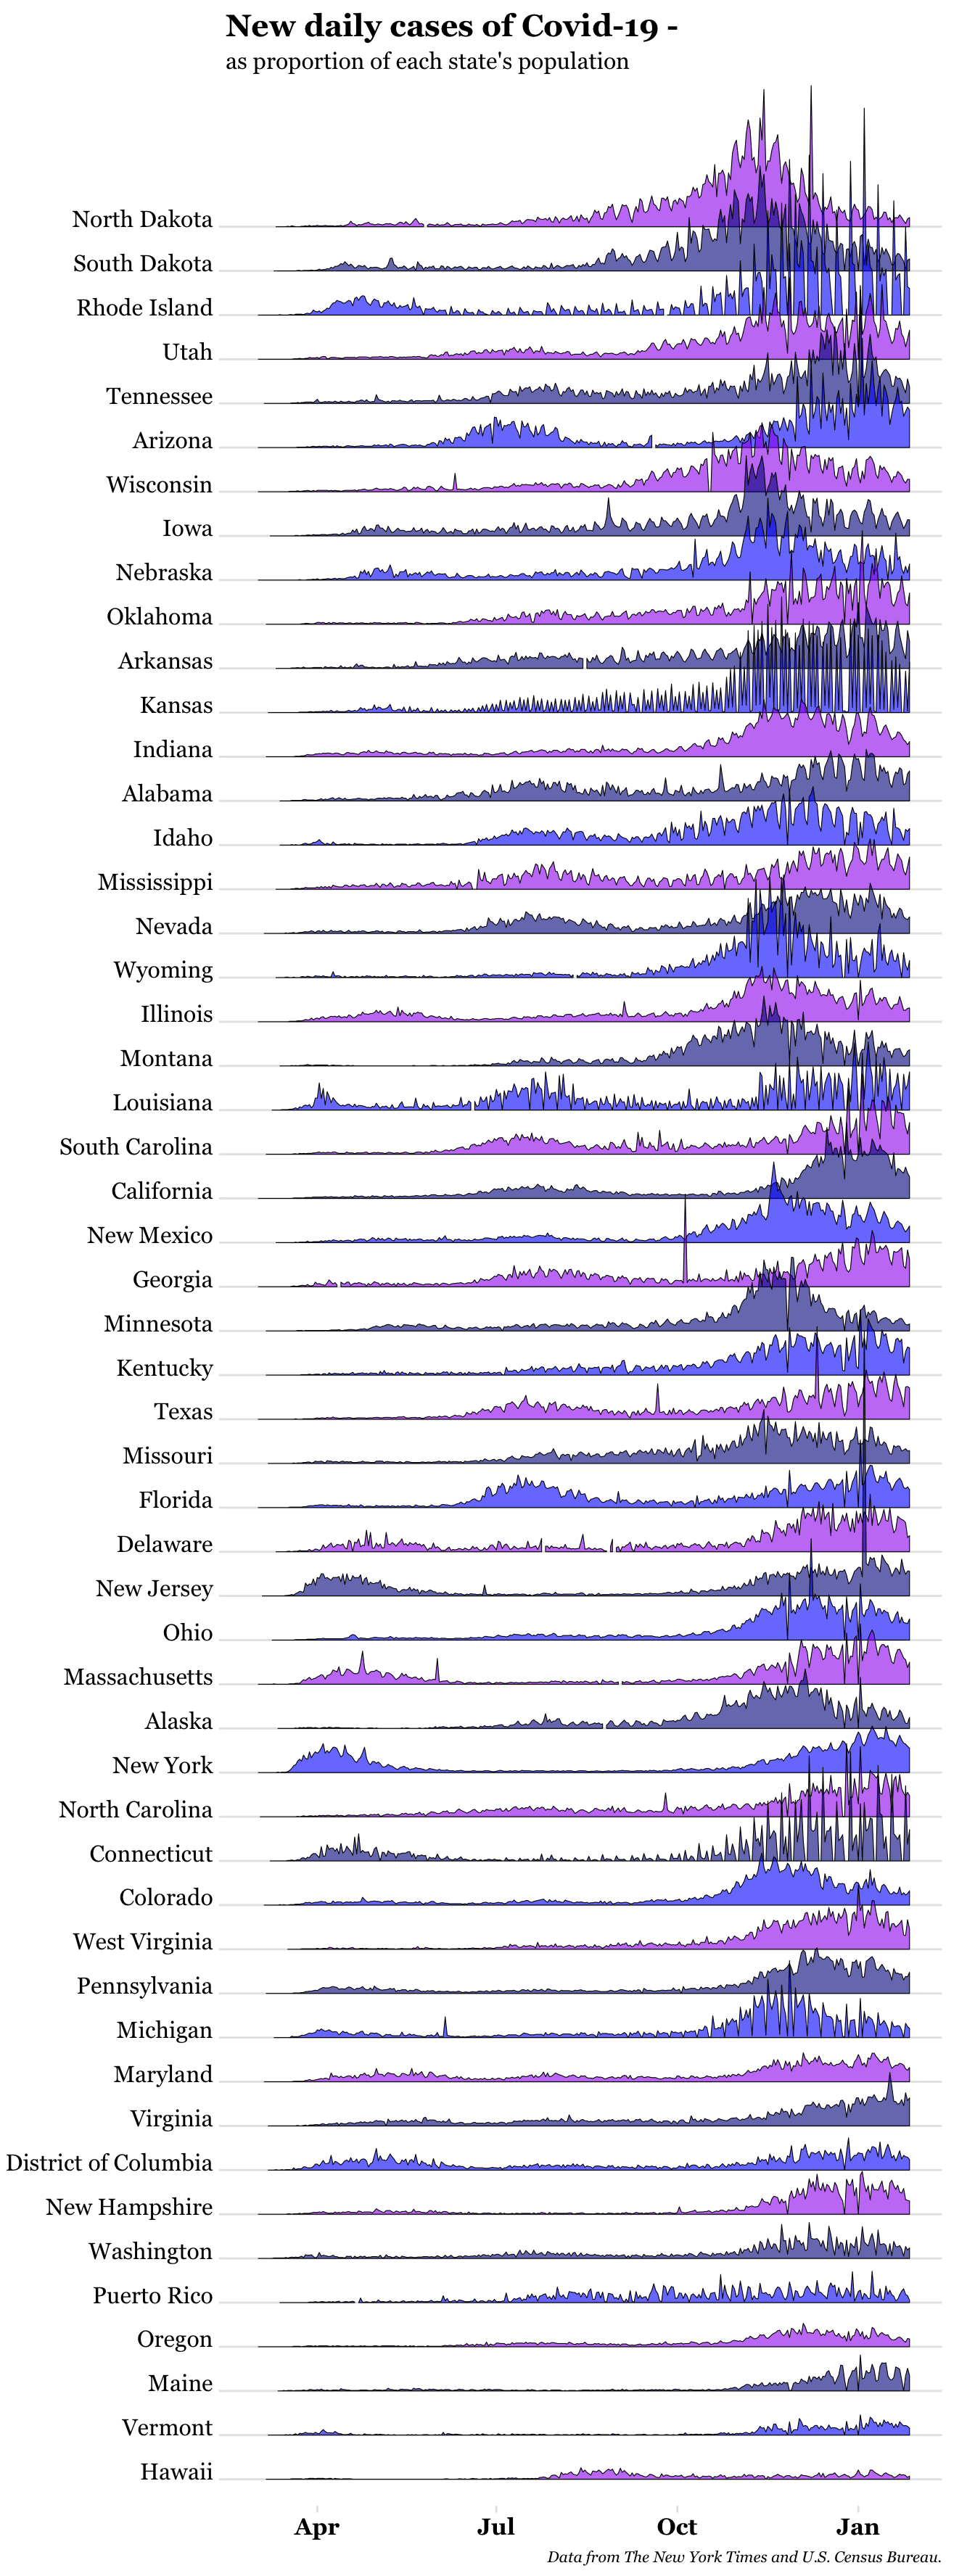 New daily cases of Covid-19 -
as proportion of each state's population
North Dakota
South Dakota
Rhode Island
Utah
Tennessee
Arizona
Wisconsin
Iowa
Nebraska
Oklahoma
Arkansas
Kansas
Indiana
Alabama
Idaho
Mississippi
Nevada
Wyoming
Illinois
Montana
Louisiana
South Carolina
California
New Mexico
Georgia
Minnesota
Kentucky
Texas
Missouri
Florida
Delaware
New Jersey
Ohio
Massachusetts
Alaska
New York
North Carolina
Connecticut
Colorado
West Virginia
Pennsylvania
Michigan
Maryland
Virginia
District of Columbia
New Hampshire
Washington
Puerto Rico
Oregon
Maine
Vermont
Hawaii
Apr Jul Oct Jan
Data from The New York Times and U.S. Census Bureau.